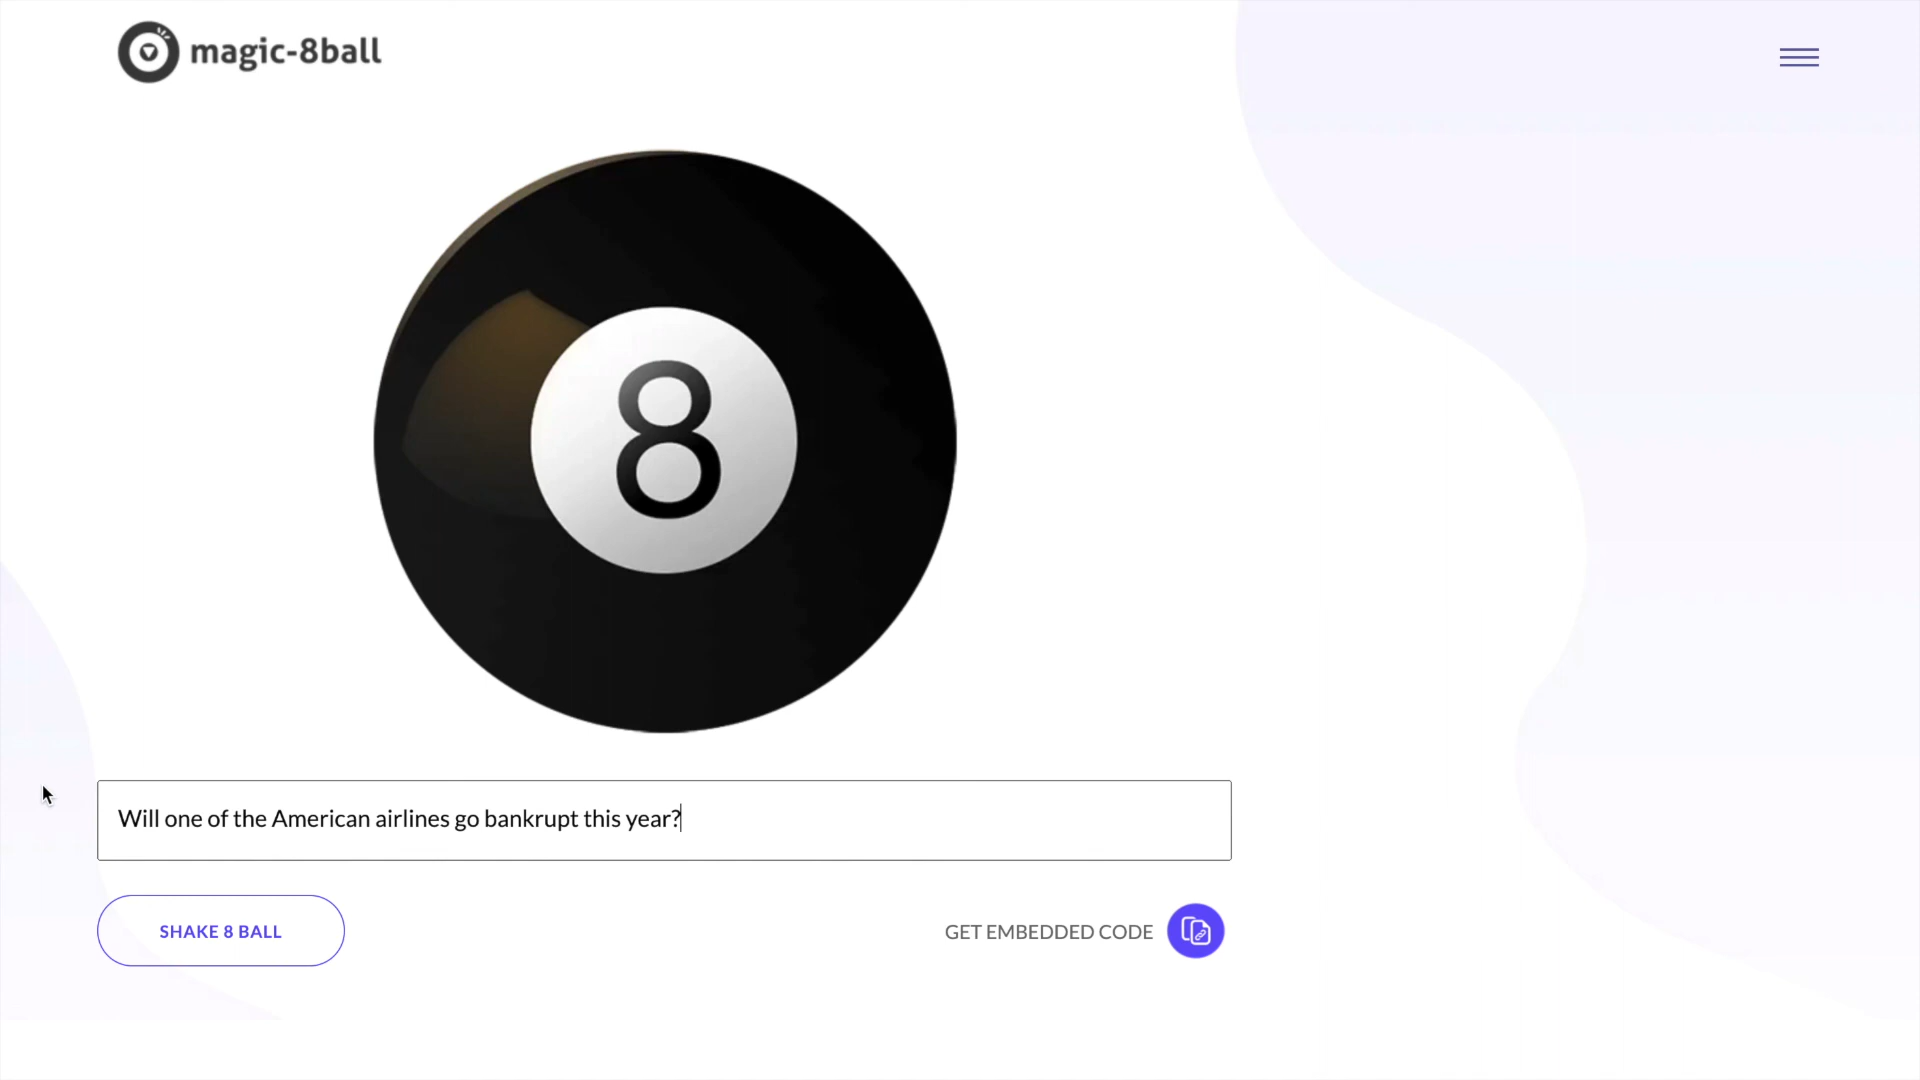 magic-8ball
8
Will one of the American airlines go bankrupt this year?
SHAKE 8 BALL
GET EMBEDDED CODE